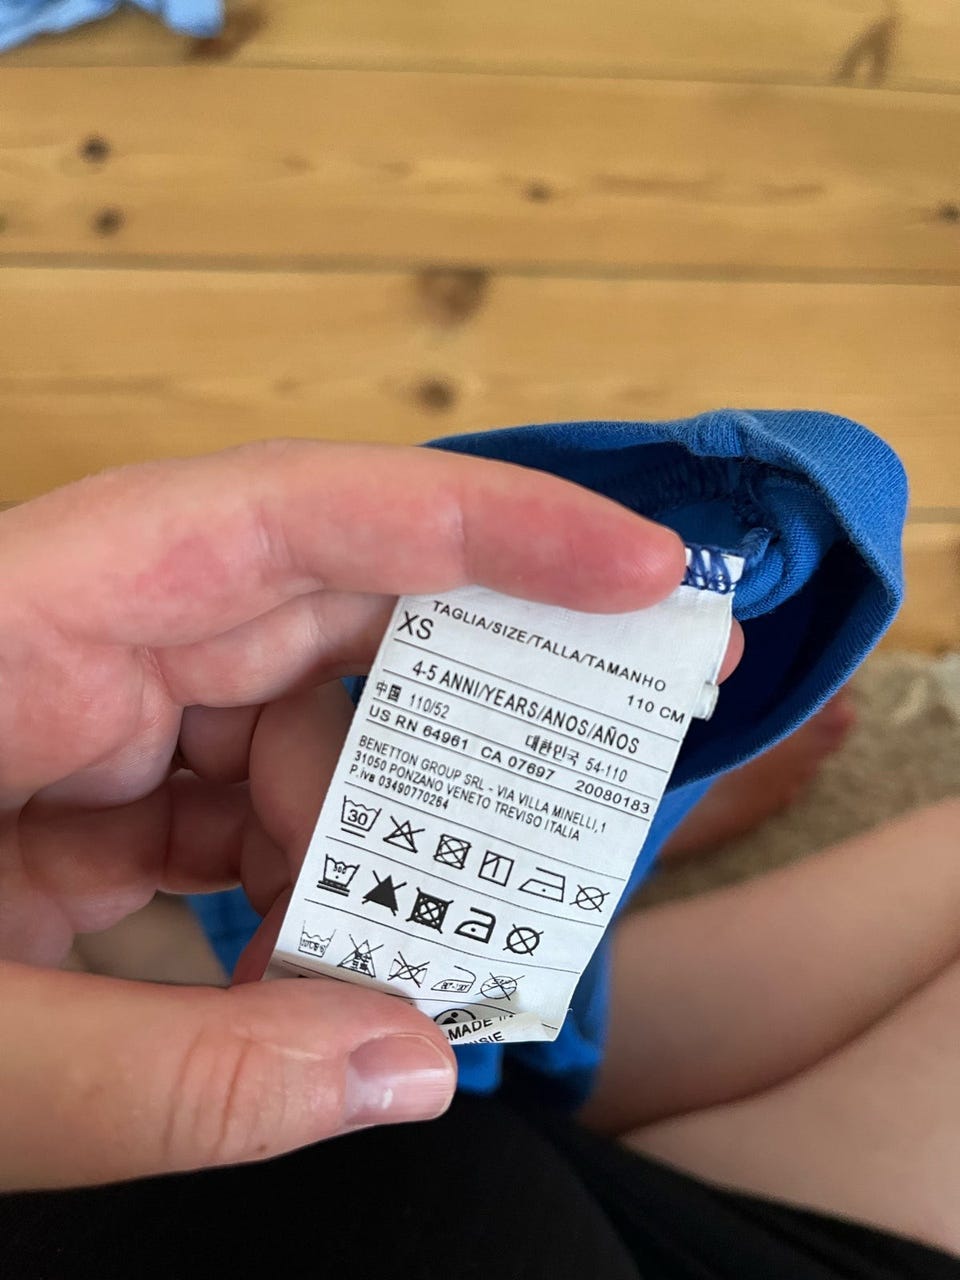 TAGLIA/SIZE/TALLA/TAMANHO
XS 110 CM
4-5 ANNI/YEARS/ANOS/AÑOS
中国 110/52 대한민국 54-110
US RN 64961 CA 07697 20080183
BENETTON GROUP SRL - VIA VILLA MINELLI,1
31050 PONZANO VENETO TREVISO ITALIA
P.iva 03490770264
30
MADE